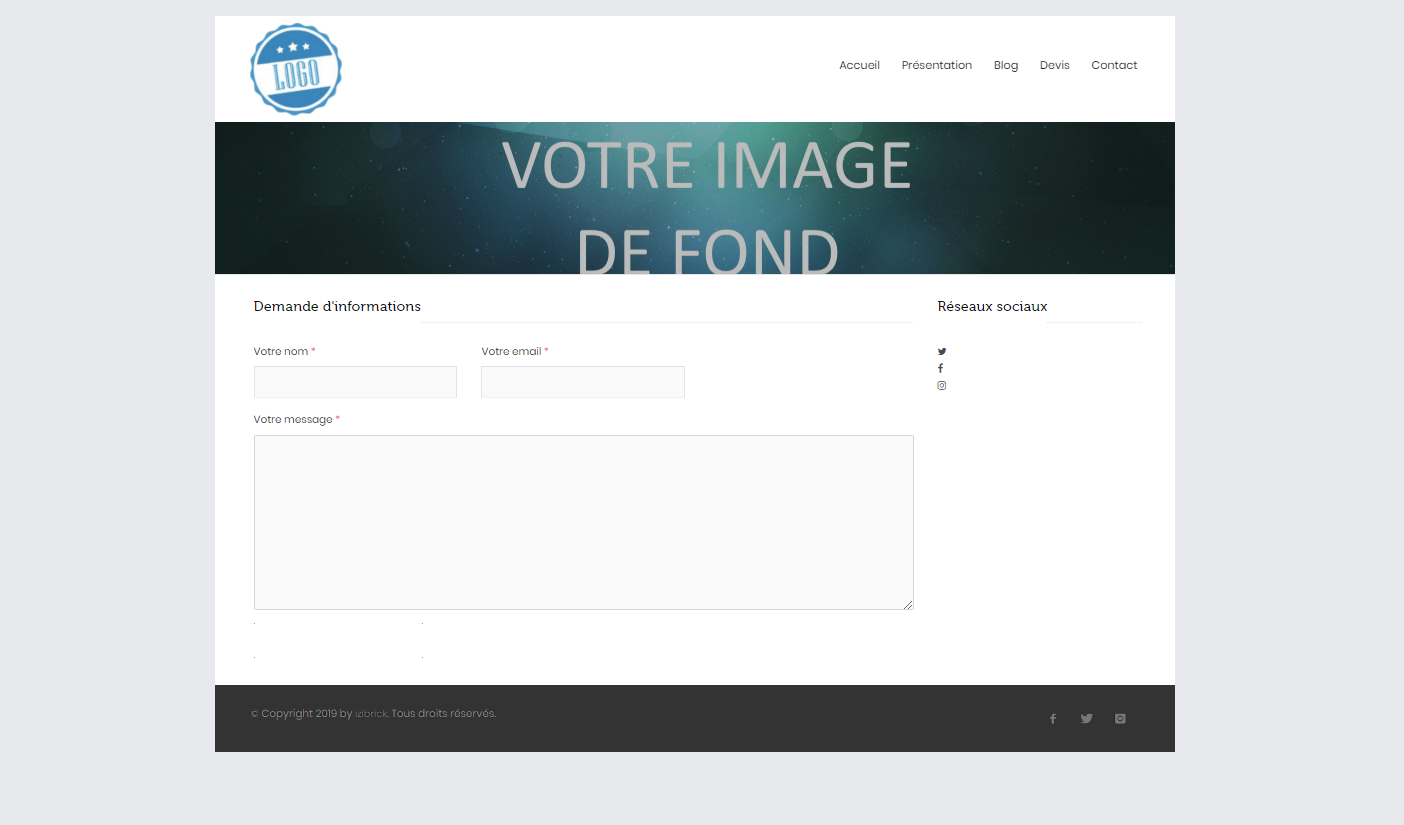 LOGO
Accueil Présentation Blog Devis Contact
VOTRE IMAGE
DE FOND
Demande d'informations
Réseaux sociaux
Votre nom *
Votre email *
Votre message *
© Copyright 2019 by izibrick. Tous droits réservés.